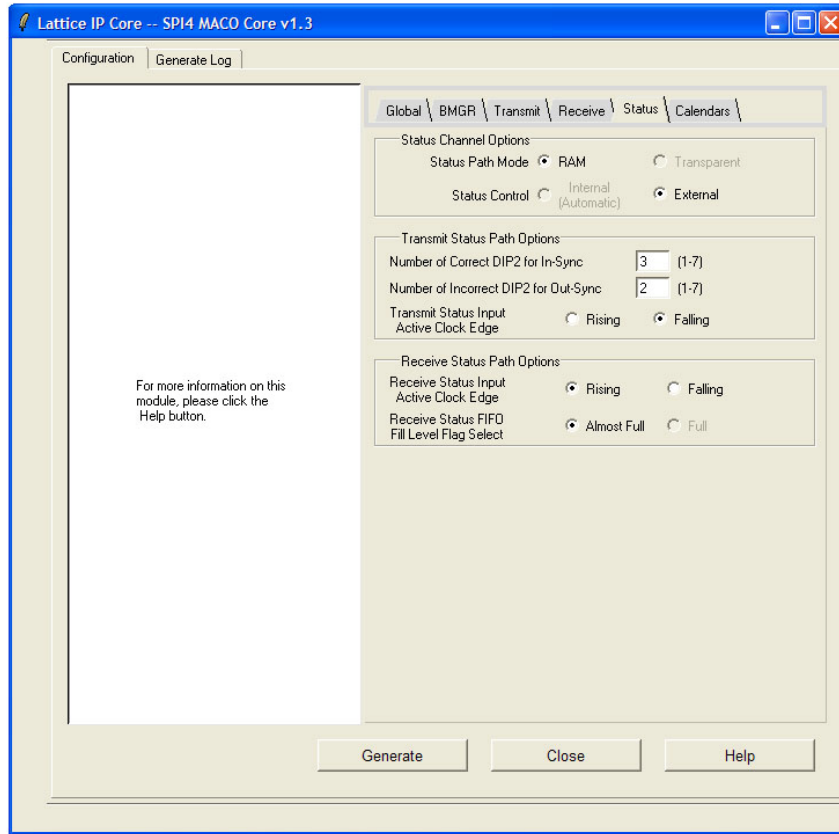 Lattice IP Core -- SPI4 MACO Core v1.3
Configuration Generate Log
For more information on this
module, please click the
Help button.
Global BMGR Transmit Receive Status Calendars
Status Channel Options
Status Path Mode RAM Transparent
Status Control Internal (Automatic) External
Transmit Status Path Options
Number of Correct DIP2 for In-Sync 3 (1-7)
Number of Incorrect DIP2 for Out-Sync 2 (1-7)
Transmit Status Input
Active Clock Edge Rising Falling
Receive Status Path Options
Receive Status Input
Active Clock Edge Rising Falling
Receive Status FIFO
Fill Level Flag Select Almost Full Full
Generate Close Help